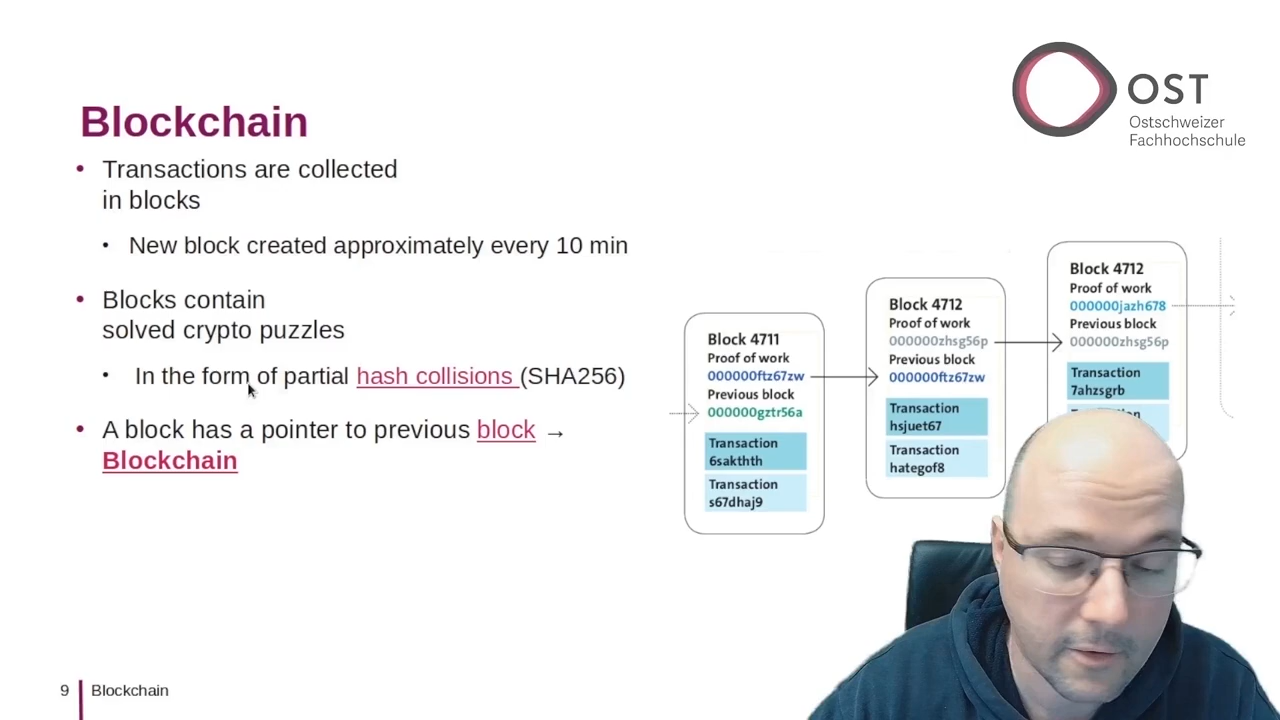 OST
Ostschweizer
Fachhochschule
Blockchain
• Transactions are collected
in blocks
• New block created approximately every 10 min
• Blocks contain
solved crypto puzzles
• In the form of partial hash collisions (SHA256)
• A block has a pointer to previous block →
Blockchain
Block 4711
Proof of work
000000ftz67zw
Previous block
000000gztr56a
Transaction
6sakthth
Transaction
s67dhaj9
Block 4712
Proof of work
000000zhsg56p
Previous block
000000ftz67zw
Transaction
hsjuet67
Transaction
hategof8
Block 4712
Proof of work
000000jazh678
Previous block
000000zhsg56p
Transaction
7ahzsgrb
9 Blockchain